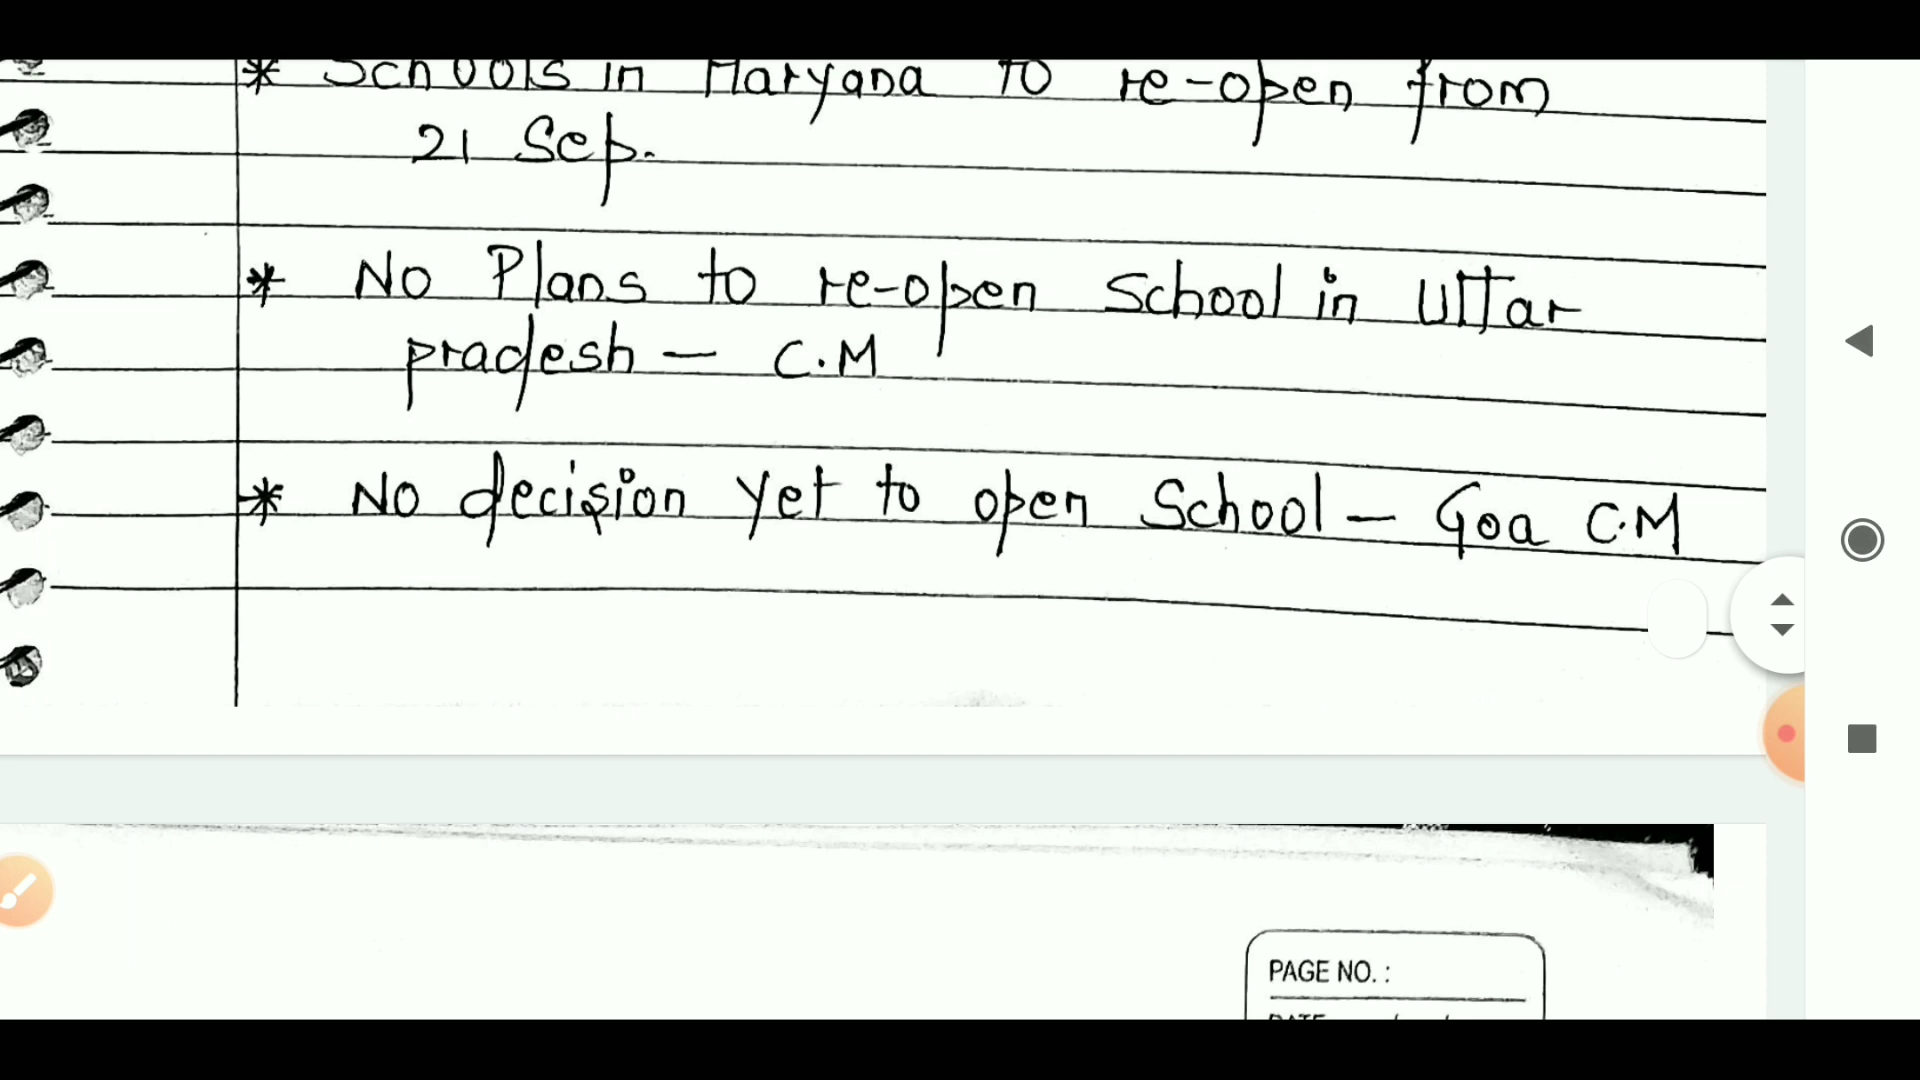 * Schools in Haryana to re-open from
21 Sep.
* No Plans to re-open School in Uttar
pradesh - C.M
* No decision yet to open School - Goa C.M
PAGE NO. :
DATE